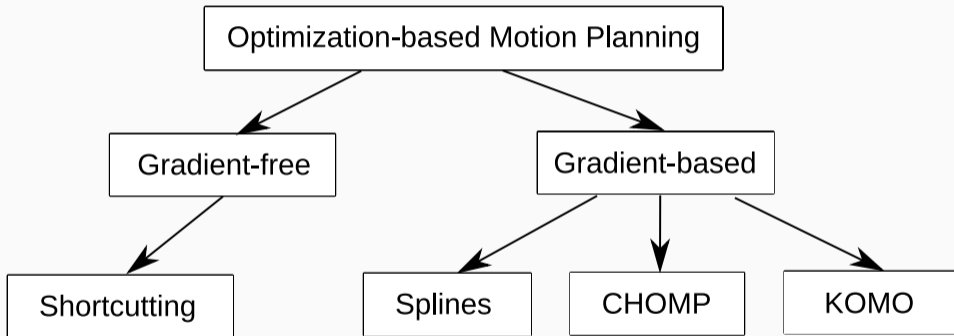 Optimization-based Motion Planning
Gradient-free
Gradient-based
Shortcutting
Splines
CHOMP
KOMO